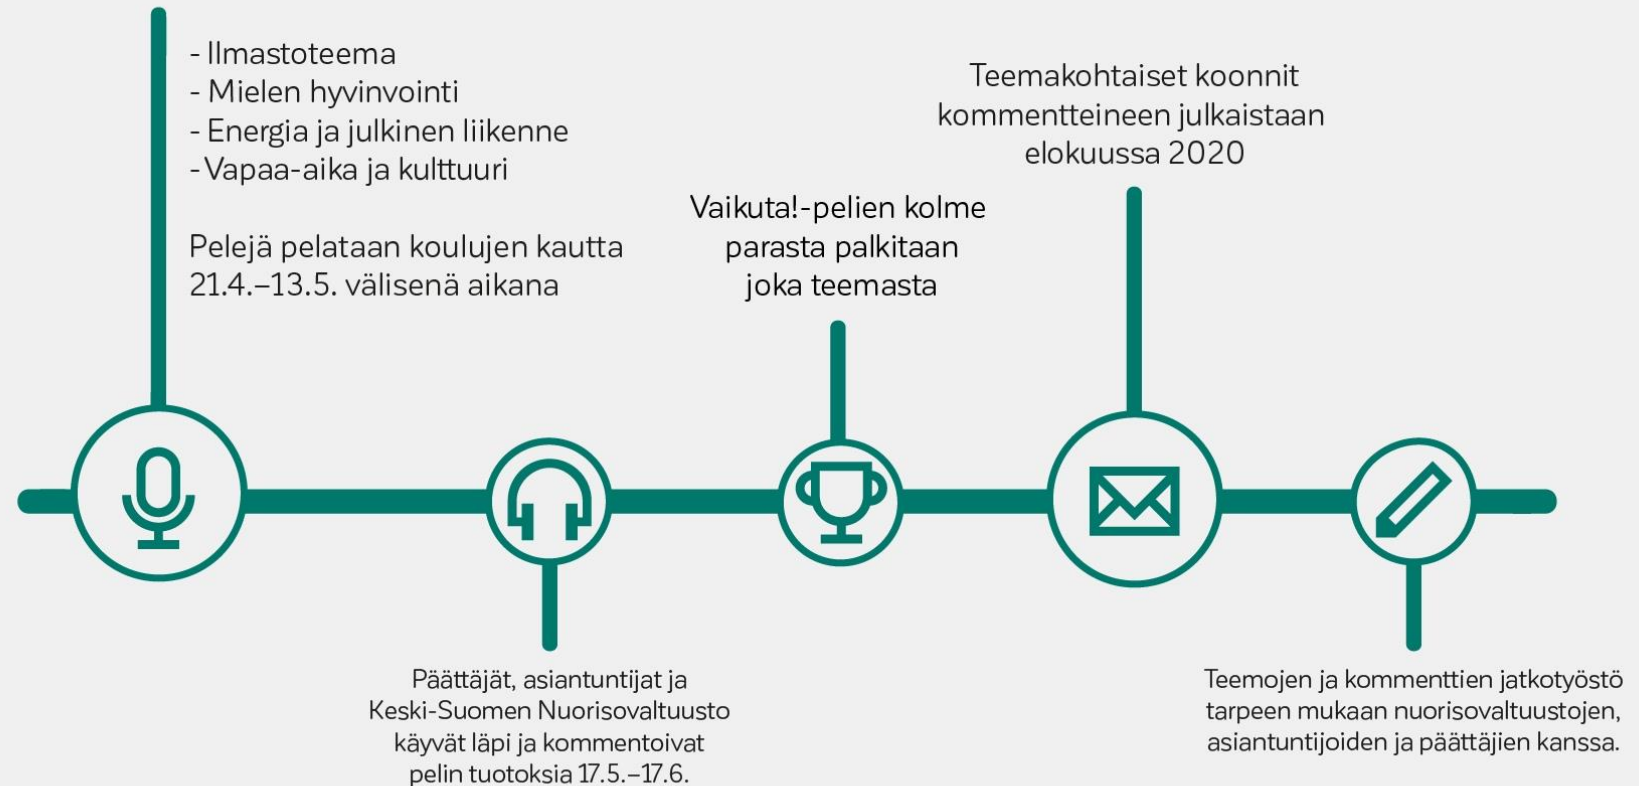 - Ilmastoteema
- Mielen hyvinvointi
- Energia ja julkinen liikenne
- Vapaa-aika ja kulttuuri
Pelejä pelataan koulujen kautta
21.4.–13.5. välisenä aikana
Päättäjät, asiantuntijat ja
Keski-Suomen Nuorisovaltuusto
käyvät läpi ja kommentoivat
pelin tuotoksia 17.5.–17.6.
Vaikuta!-pelien kolme
parasta palkitaan
joka teemasta
Teemakohtaiset koonnit
kommentteineen julkaistaan
elokuussa 2020
Teemojen ja kommenttien jatkotyöstö
tarpeen mukaan nuorisovaltuustojen,
asiantuntijoiden ja päättäjien kanssa.